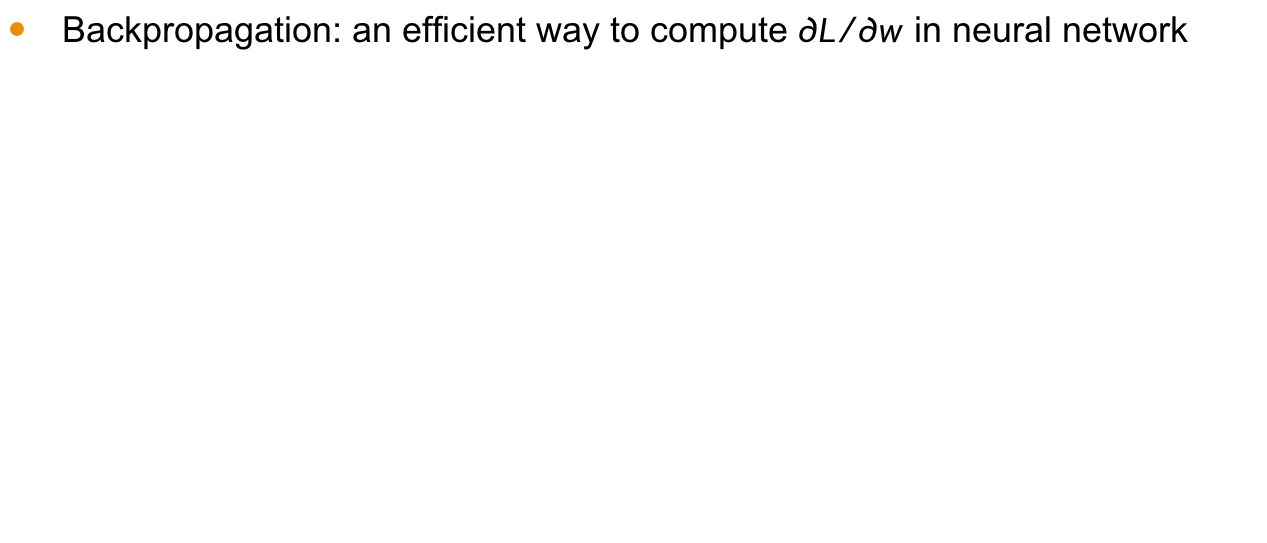 • Backpropagation: an efficient way to compute ∂L/∂w in neural network